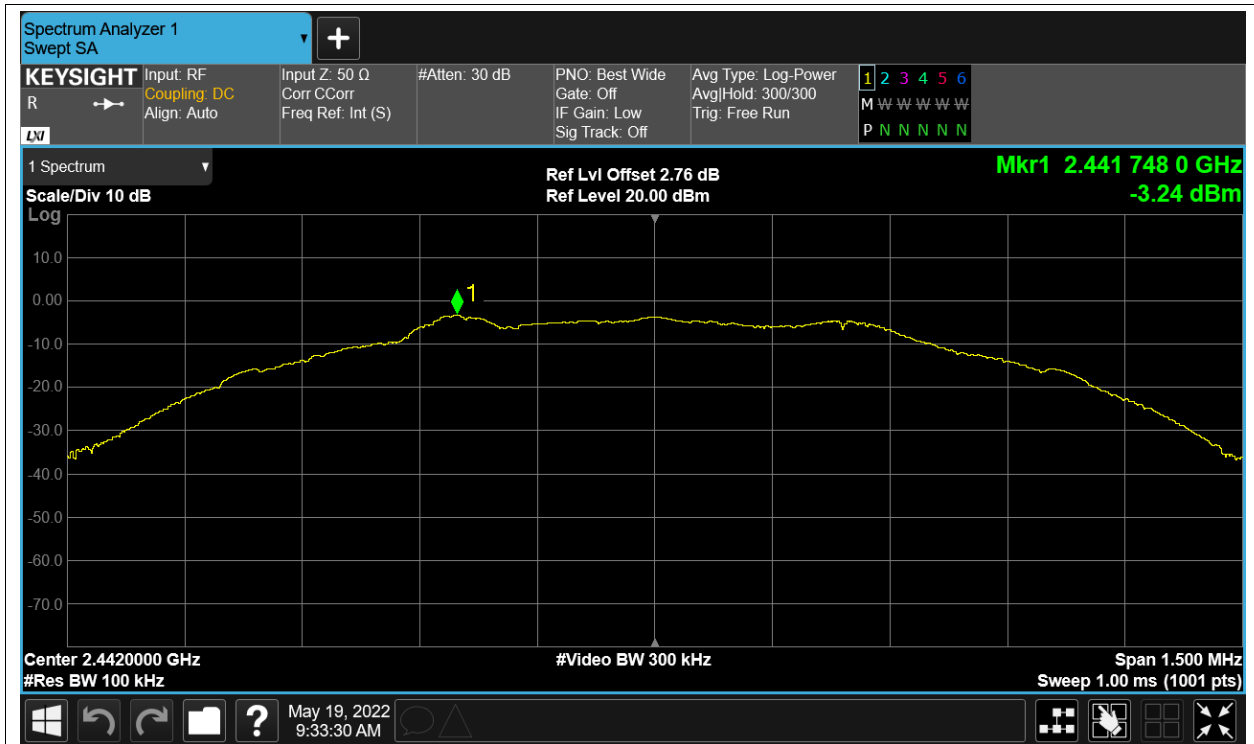 Spectrum Analyzer 1
Swept SA
+
KEYSIGHT
R
LXI
Input: RF
Coupling: DC
Align: Auto
Input Z: 50 Ω
Corr CCorr
Freq Ref: Int (S)
#Atten: 30 dB
PNO: Best Wide
Gate: Off
IF Gain: Low
Sig Track: Off
Avg Type: Log-Power
Avg|Hold: 300/300
Trig: Free Run
1 2 3 4 5 6
M W W W W W
P N N N N N
1 Spectrum
Scale/Div 10 dB
Log
Ref Lvl Offset 2.76 dB
Ref Level 20.00 dBm
Mkr1 2.441 748 0 GHz
-3.24 dBm
10.0
0.00
-10.0
-20.0
-30.0
-40.0
-50.0
-60.0
-70.0
1
Center 2.4420000 GHz
#Res BW 100 kHz
#Video BW 300 kHz
Span 1.500 MHz
Sweep 1.00 ms (1001 pts)
?
May 19, 2022
9:33:30 AM